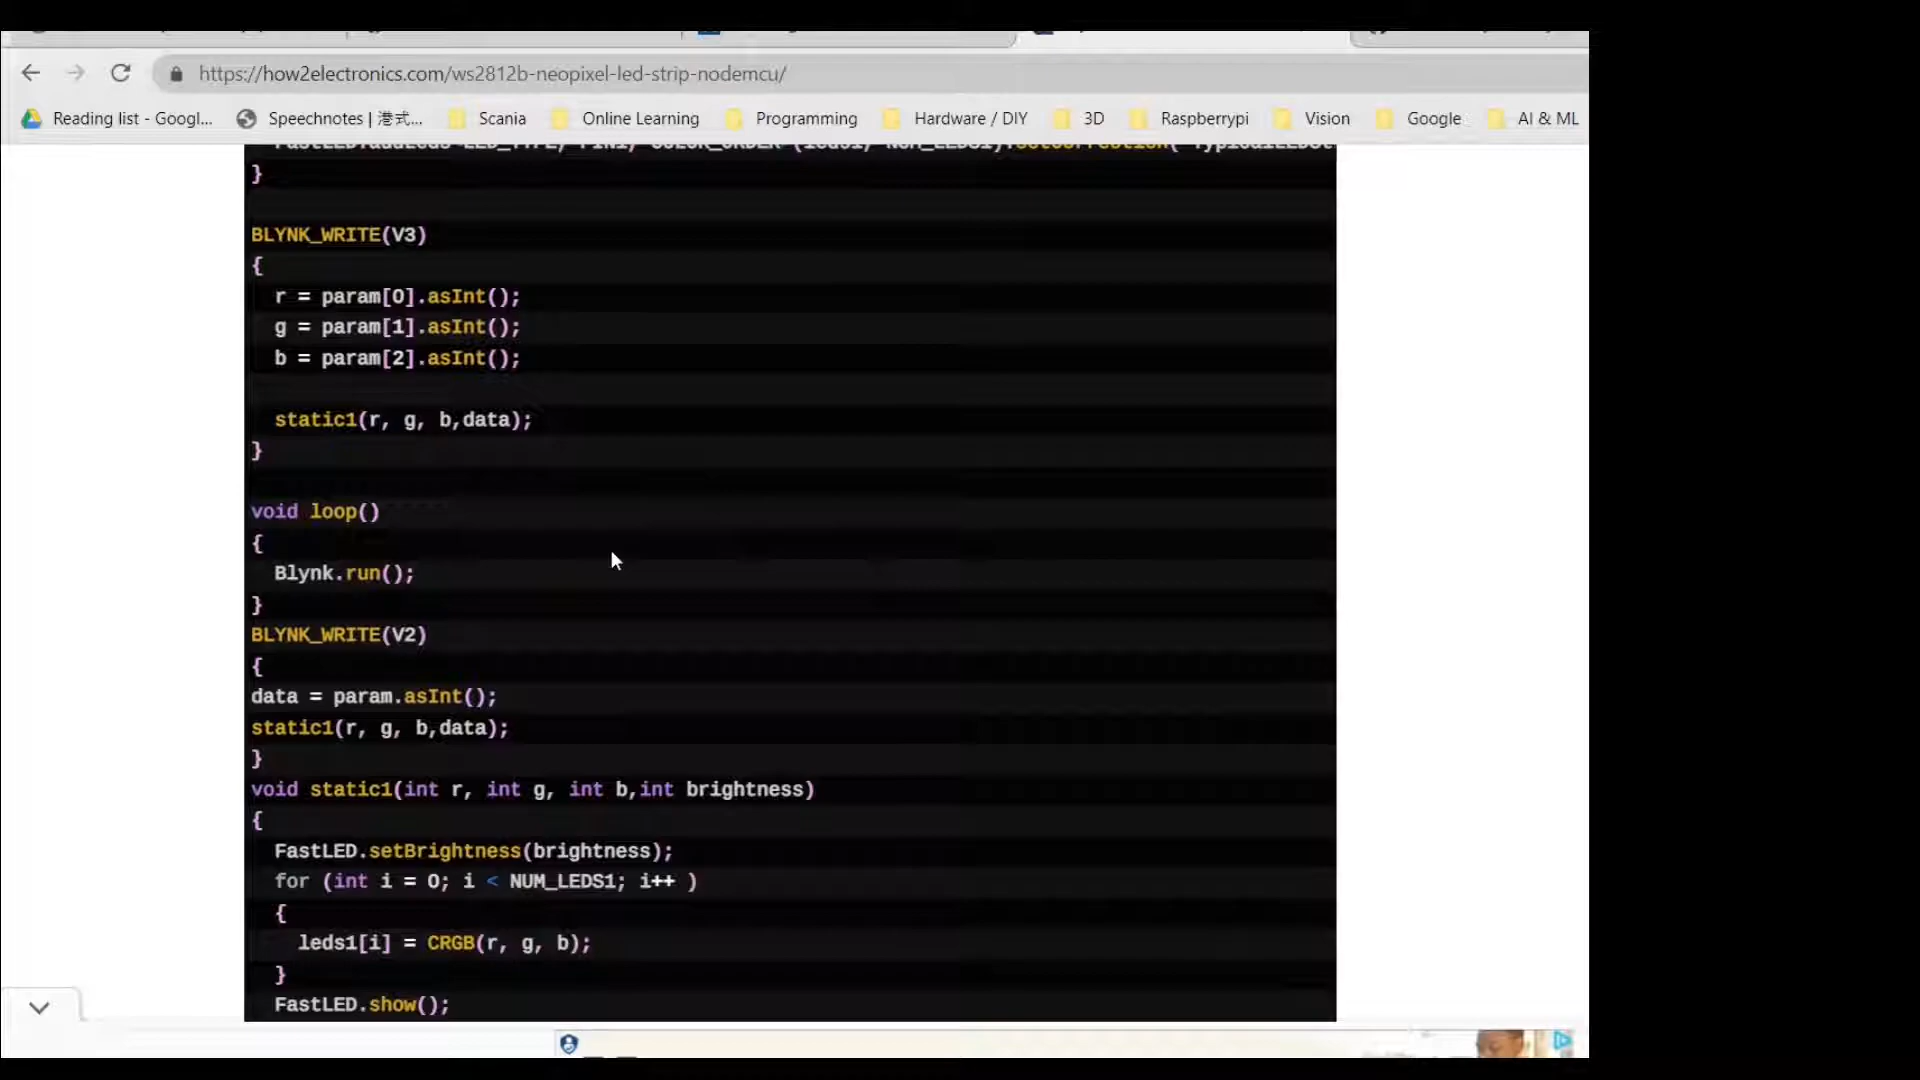 https://how2electronics.com/ws2812b-neopixel-led-strip-nodemcu/
Reading list - Googl... Speechnotes | 港式... Scania Online Learning Programming Hardware / DIY 3D Raspberrypi Vision Google AI & ML
}
BLYNK_WRITE(V3)
{
r = param[0].asInt();
g = param[1].asInt();
b = param[2].asInt();
static1(r, g, b,data);
}
void loop()
{
Blynk.run();
}
BLYNK_WRITE(V2)
{
data = param.asInt();
static1(r, g, b,data);
}
void static1(int r, int g, int b,int brightness)
{
FastLED.setBrightness(brightness);
for (int i = 0; i < NUM_LEDS1; i++ )
{
leds1[i] = CRGB(r, g, b);
}
FastLED.show();